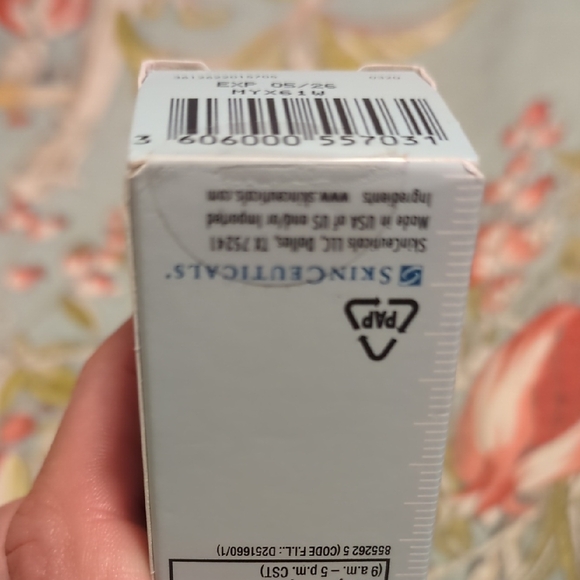 EXP 05/26
MYX61W
3 606000 557031
(9 a.m. – 5 p.m. CST)
855262 5 (CODE F.I.L.: D251660/1)
PAP
SKINCEUTICALS
SkinCeuticals LLC, Dallas, TX 75241
Made in USA of US and/or Imported
Ingredients www.skinceuticals.com